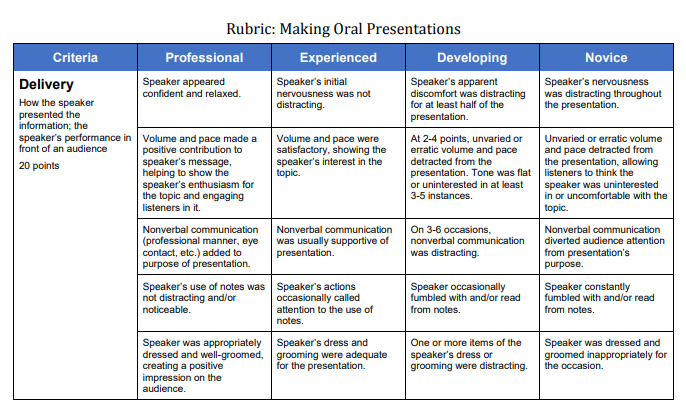 Rubric: Making Oral Presentations
Criteria
Professional
Experienced
Developing
Novice
Delivery
How the speaker
presented the
information; the
speaker's performance in
front of an audience
20 points
Speaker appeared
confident and relaxed.
Speaker's initial
nervousness was not
distracting.
Speaker's apparent
discomfort was distracting
for at least half of the
presentation.
Speaker's nervousness
was distracting throughout
the presentation.
Volume and pace made a
positive contribution to
speaker's message,
helping to show the
speaker's enthusiasm for
the topic and engaging
listeners in it.
Volume and pace were
satisfactory, showing the
speaker's interest in the
topic.
At 2-4 points, unvaried or
erratic volume and pace
detracted from the
presentation. Tone was flat
or uninterested in at least
3-5 instances.
Unvaried or erratic volume
and pace detracted from
the presentation, allowing
listeners to think the
speaker was uninterested
in or uncomfortable with the
topic.
Nonverbal communication
(professional manner, eye
contact, etc.) added to
purpose of presentation.
Nonverbal communication
was usually supportive of
presentation.
On 3-6 occasions,
nonverbal communication
was distracting.
Nonverbal communication
diverted audience attention
from presentation's
purpose.
Speaker's use of notes was
not distracting and/or
noticeable.
Speaker's actions
occasionally called
attention to the use of
notes.
Speaker occasionally
fumbled with and/or read
from notes.
Speaker constantly
fumbled with and/or read
from notes.
Speaker was appropriately
dressed and well-groomed,
creating a positive
impression on the
audience.
Speaker's dress and
grooming were adequate
for the presentation.
One or more items of the
speaker's dress or
grooming were distracting.
Speaker was dressed and
groomed inappropriately for
the occasion.